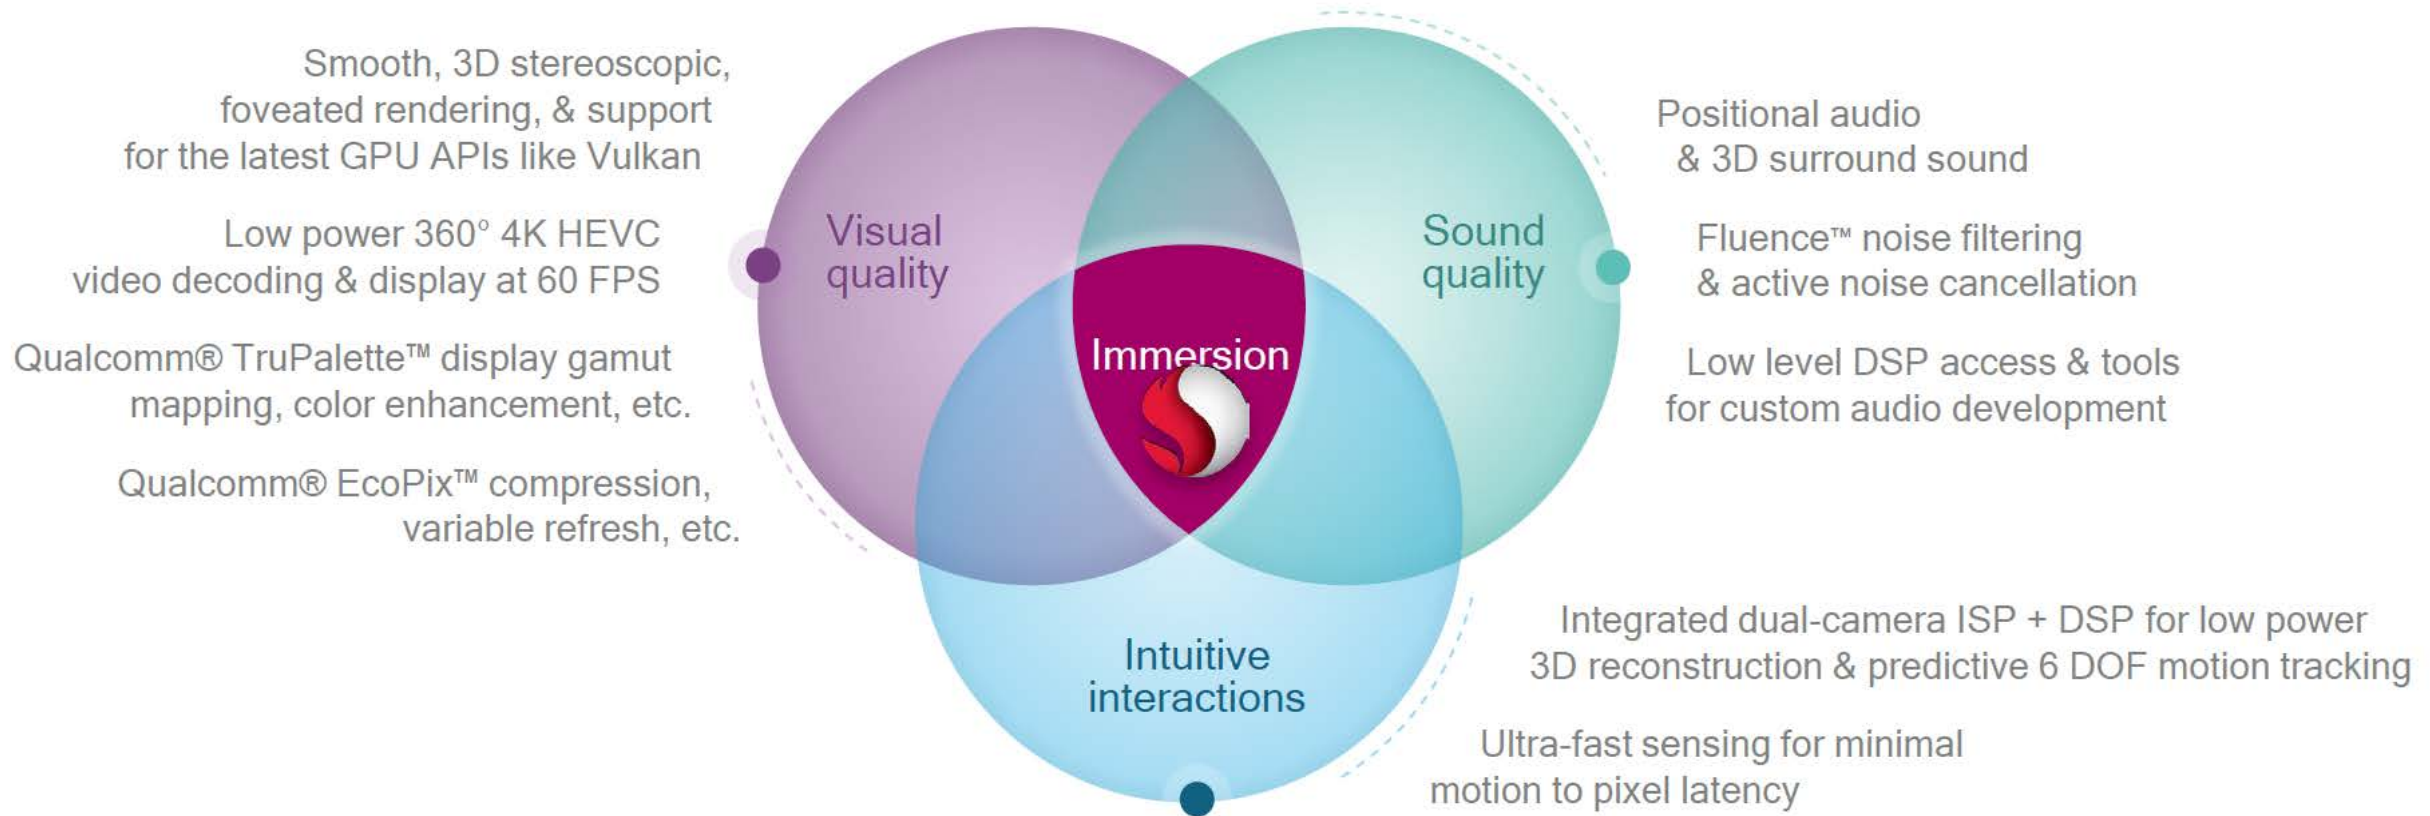 Smooth, 3D stereoscopic,
foveated rendering, & support
for the latest GPU APIs like Vulkan
Low power 360° 4K HEVC
video decoding & display at 60 FPS
Qualcomm® TruPalette™ display gamut
mapping, color enhancement, etc.
Qualcomm® EcoPix™ compression,
variable refresh, etc.
Visual
quality
Immersion
Sound
quality
Positional audio
& 3D surround sound
Fluence™ noise filtering
& active noise cancellation
Low level DSP access & tools
for custom audio development
Intuitive
interactions
Integrated dual-camera ISP + DSP for low power
3D reconstruction & predictive 6 DOF motion tracking
Ultra-fast sensing for minimal
motion to pixel latency